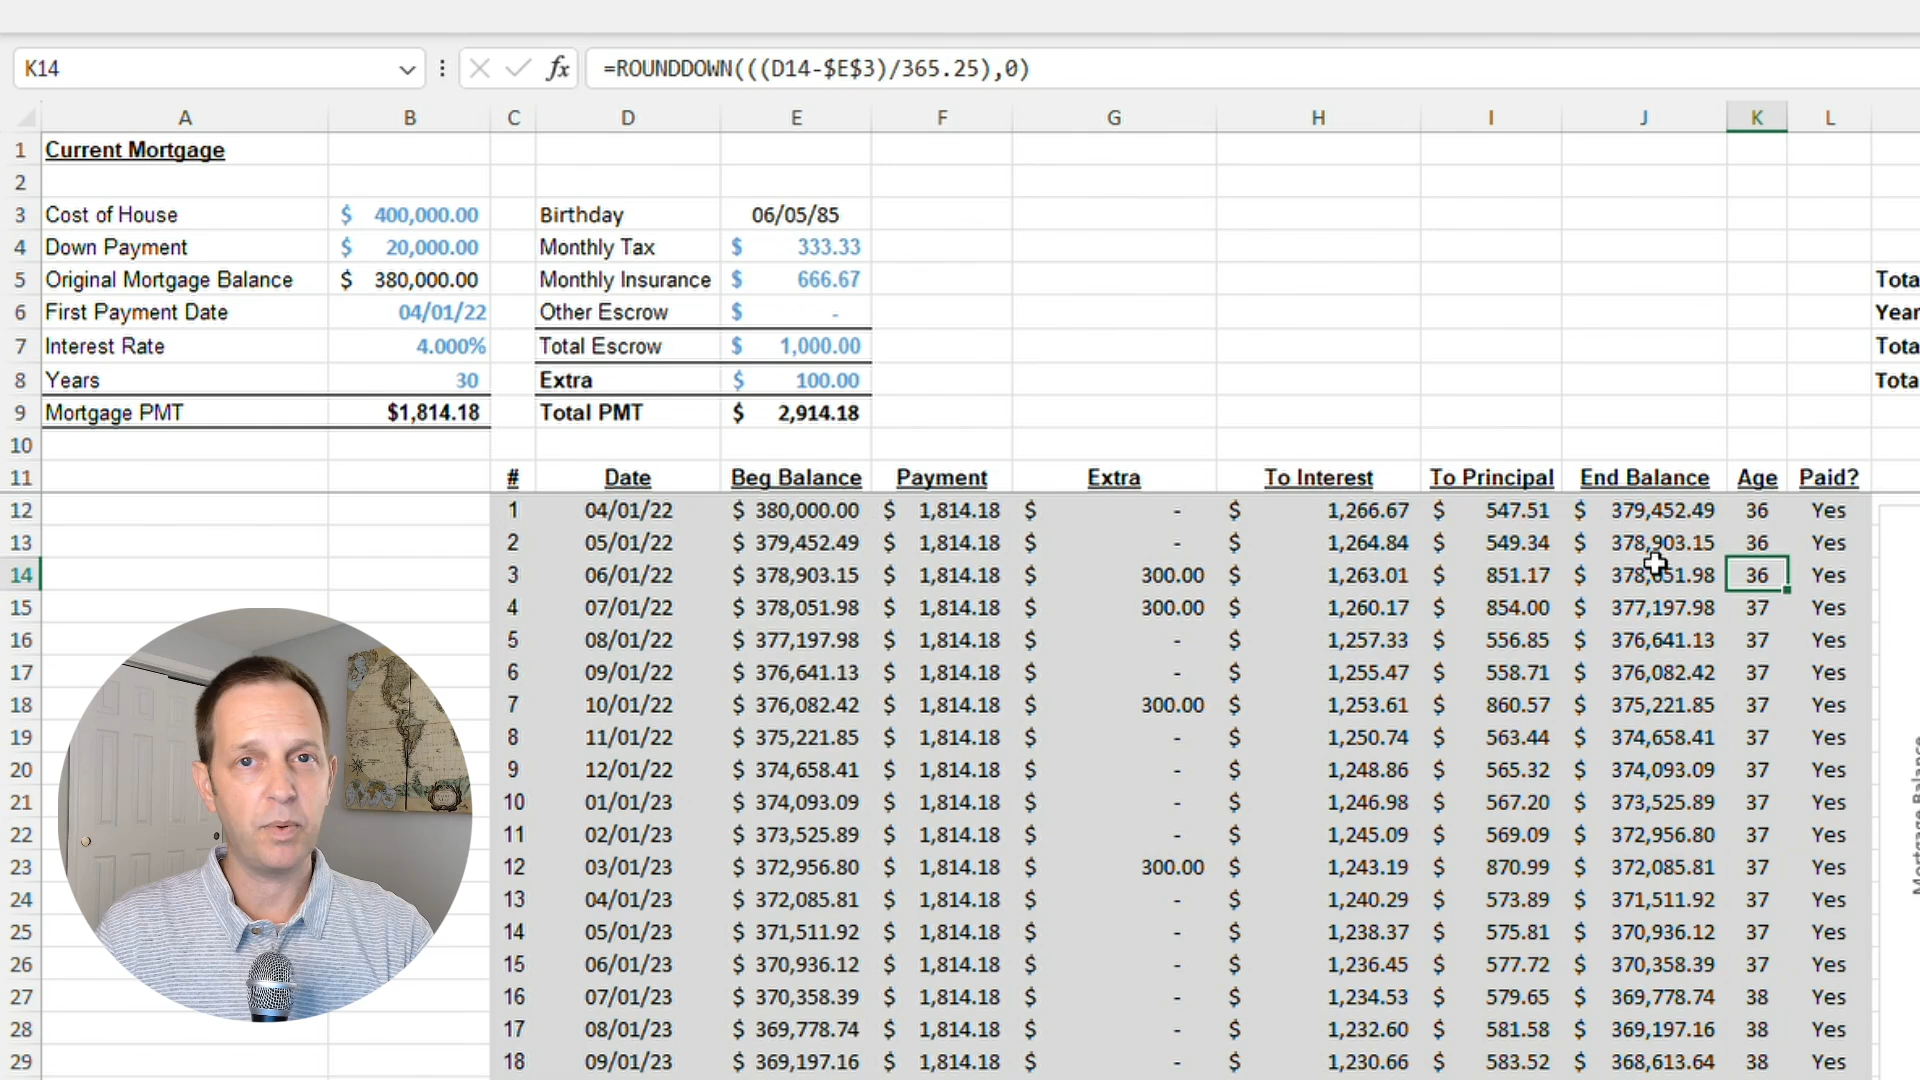 K14 fx =ROUNDDOWN(((D14-$E$3)/365.25),0)
A B C D E F G H I J K L
1 Current Mortgage
2
3 Cost of House $ 400,000.00 Birthday 06/05/85
4 Down Payment $ 20,000.00 Monthly Tax $ 333.33
5 Original Mortgage Balance $ 380,000.00 Monthly Insurance $ 666.67 Tota
6 First Payment Date 04/01/22 Other Escrow $ - Year
7 Interest Rate 4.000% Total Escrow $ 1,000.00 Tota
8 Years 30 Extra $ 100.00 Tota
9 Mortgage PMT $1,814.18 Total PMT $ 2,914.18
10
11 # Date Beg Balance Payment Extra To Interest To Principal End Balance Age Paid?
12 1 04/01/22 $ 380,000.00 $ 1,814.18 $ - $ 1,266.67 $ 547.51 $ 379,452.49 36 Yes
13 2 05/01/22 $ 379,452.49 $ 1,814.18 $ - $ 1,264.84 $ 549.34 $ 378,903.15 36 Yes
14 3 06/01/22 $ 378,903.15 $ 1,814.18 $ 300.00 $ 1,263.01 $ 851.17 $ 378,051.98 36 Yes
15 4 07/01/22 $ 378,051.98 $ 1,814.18 $ 300.00 $ 1,260.17 $ 854.00 $ 377,197.98 37 Yes
16 5 08/01/22 $ 377,197.98 $ 1,814.18 $ - $ 1,257.33 $ 556.85 $ 376,641.13 37 Yes
17 6 09/01/22 $ 376,641.13 $ 1,814.18 $ - $ 1,255.47 $ 558.71 $ 376,082.42 37 Yes
18 7 10/01/22 $ 376,082.42 $ 1,814.18 $ 300.00 $ 1,253.61 $ 860.57 $ 375,221.85 37 Yes
19 8 11/01/22 $ 375,221.85 $ 1,814.18 $ - $ 1,250.74 $ 563.44 $ 374,658.41 37 Yes
20 9 12/01/22 $ 374,658.41 $ 1,814.18 $ - $ 1,248.86 $ 565.32 $ 374,093.09 37 Yes
21 10 01/01/23 $ 374,093.09 $ 1,814.18 $ - $ 1,246.98 $ 567.20 $ 373,525.89 37 Yes
22 11 02/01/23 $ 373,525.89 $ 1,814.18 $ - $ 1,245.09 $ 569.09 $ 372,956.80 37 Yes
23 12 03/01/23 $ 372,956.80 $ 1,814.18 $ 300.00 $ 1,243.19 $ 870.99 $ 372,085.81 37 Yes
24 13 04/01/23 $ 372,085.81 $ 1,814.18 $ - $ 1,240.29 $ 573.89 $ 371,511.92 37 Yes
25 14 05/01/23 $ 371,511.92 $ 1,814.18 $ - $ 1,238.37 $ 575.81 $ 370,936.12 37 Yes
26 15 06/01/23 $ 370,936.12 $ 1,814.18 $ - $ 1,236.45 $ 577.72 $ 370,358.39 37 Yes
27 16 07/01/23 $ 370,358.39 $ 1,814.18 $ - $ 1,234.53 $ 579.65 $ 369,778.74 38 Yes
28 17 08/01/23 $ 369,778.74 $ 1,814.18 $ - $ 1,232.60 $ 581.58 $ 369,197.16 38 Yes
29 18 09/01/23 $ 369,197.16 $ 1,814.18 $ - $ 1,230.66 $ 583.52 $ 368,613.64 38 Yes
Mortgage Balance